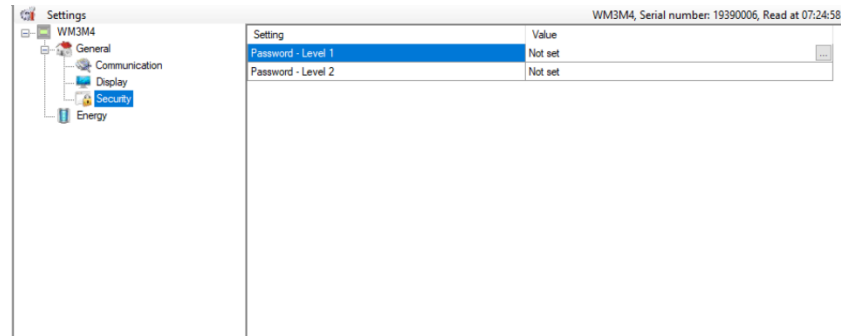 Settings
WM3M4, Serial number: 19390006, Read at 07:24:58
WM3M4
General
Communication
Display
Security
Energy
Setting Value
Password - Level 1 Not set ...
Password - Level 2 Not set